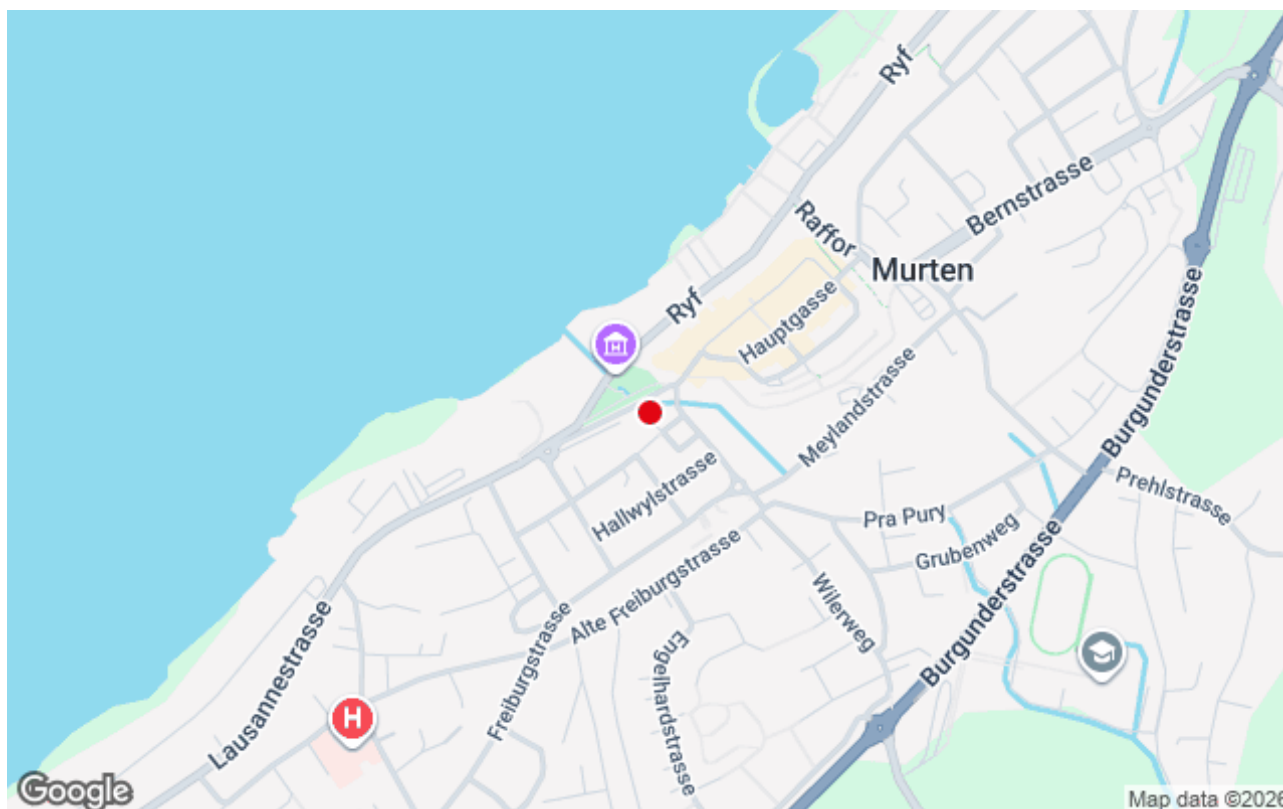 Ryf
Raffor
Bernstrasse
Murten
Ryf
Hauptgasse
Meylandstrasse
Burgunderstrasse
Hallwylstrasse
Prehlstrasse
Pra Pury
Grubenweg
Alte Freiburgstrasse
Wilerweg
Lausannestrasse
Freiburgstrasse
Engelhardstrasse
Burgunderstrasse
H
Google
Map data ©2026